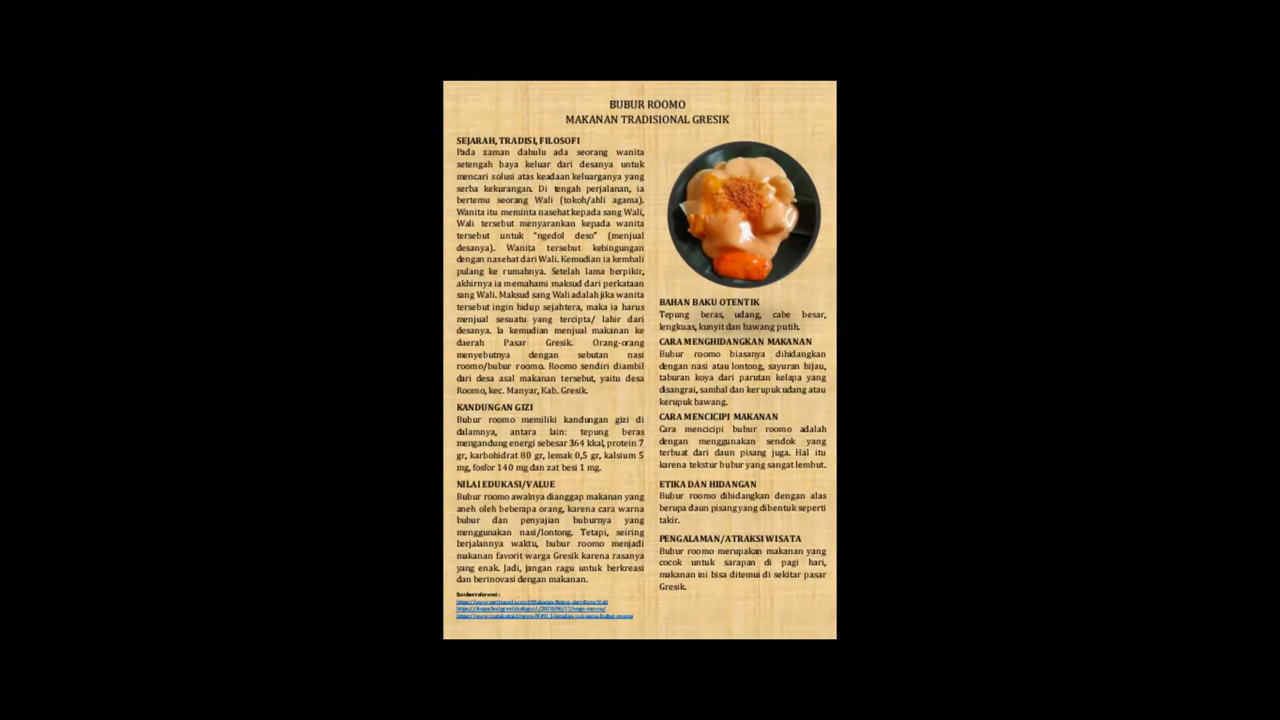 BUBUR ROOMO
MAKANAN TRADISIONAL GRESIK
SEJARAH, TRADISI, FILOSOFI
Pada zaman dahulu ada seorang wanita
setengah baya keluar dari desanya untuk
mencari solusi atas keadaan keluarganya yang
serba kekurangan. Di tengah perjalanan, ia
bertemu seorang Wali (tokoh/ahli agama).
Wanita itu meminta nasehat kepada sang Wali,
Wali tersebut menyarankan kepada wanita
tersebut untuk "ngedol deso" (menjual
desanya). Wanita tersebut kebingungan
dengan nasehat dari Wali. Kemudian ia kembali
pulang ke rumahnya. Setelah lama berpikir,
akhirnya ia memahami maksud dari perkataan
sang Wali. Maksud sang Wali adalah jika wanita
tersebut ingin hidup sejahtera, maka ia harus
menjual sesuatu yang tercipta/ lahir dari
desanya. Ia kemudian menjual makanan ke
daerah Pasar Gresik. Orang-orang
menyebutnya dengan sebutan nasi
roomo/bubur roomo. Roomo sendiri diambil
dari desa asal makanan tersebut, yaitu desa
Roomo, kec. Manyar, Kab. Gresik.
KANDUNGAN GIZI
Bubur roomo memiliki kandungan gizi di
dalamnya, antara lain: tepung beras
mengandung energi sebesar 364 kkal, protein 7
gr, karbohidrat 80 gr, lemak 0,5 gr, kalsium 5
mg, fosfor 140 mg dan zat besi 1 mg.
NILAI EDUKASI/VALUE
Bubur roomo awalnya dianggap makanan yang
aneh oleh beberapa orang, karena cara warna
bubur dan penyajian buburnya yang
menggunakan nasi/lontong. Tetapi, seiring
berjalannya waktu, bubur roomo menjadi
makanan favorit warga Gresik karena rasanya
yang enak. Jadi, jangan ragu untuk berkreasi
dan berinovasi dengan makanan.
Sumber referensi :
BAHAN BAKU OTENTIK
Tepung beras, udang, cabe besar,
lengkuas, kunyit dan bawang putih.
CARA MENGHIDANGKAN MAKANAN
Bubur roomo biasanya dihidangkan
dengan nasi atau lontong, sayuran hijau,
taburan koya dari parutan kelapa yang
disangrai, sambal dan kerupuk udang atau
kerupuk bawang.
CARA MENCICIPI MAKANAN
Cara mencicipi bubur roomo adalah
dengan menggunakan sendok yang
terbuat dari daun pisang juga. Hal itu
karena tekstur bubur yang sangat lembut.
ETIKA DAN HIDANGAN
Bubur roomo dihidangkan dengan alas
berupa daun pisang yang dibentuk seperti
takir.
PENGALAMAN/ATRAKSI WISATA
Bubur roomo merupakan makanan yang
cocok untuk sarapan di pagi hari,
makanan ini bisa ditemui di sekitar pasar
Gresik.